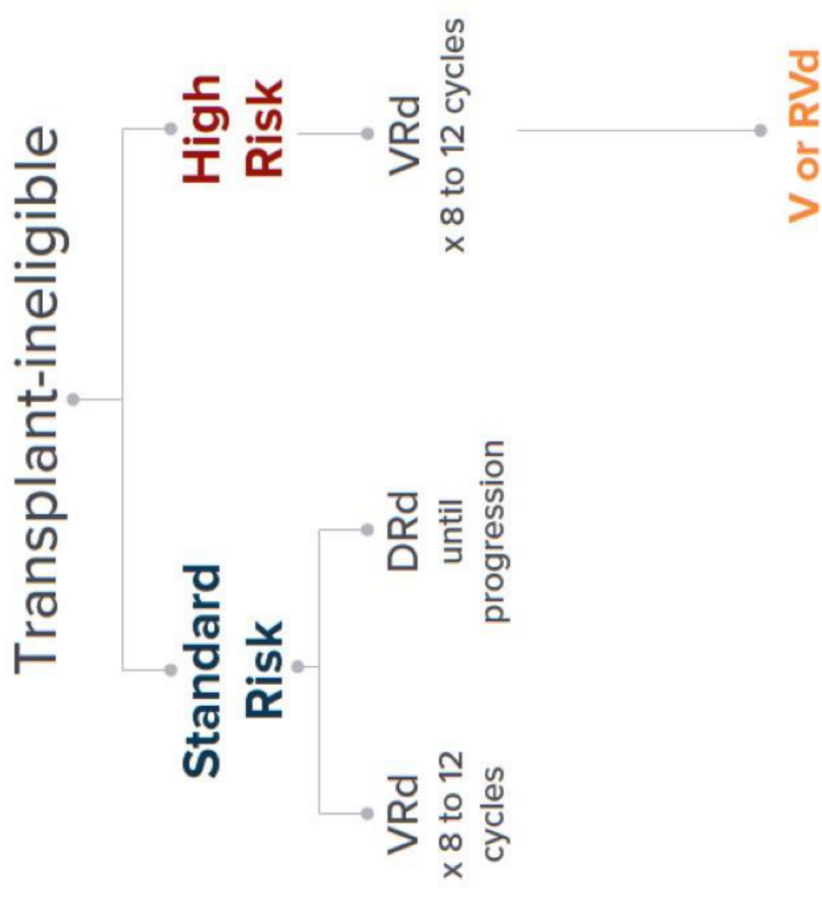 Transplant-ineligible
Standard
Risk
High
Risk
VRd
x 8 to 12
cycles
DRd
until
progression
VRd
x 8 to 12 cycles
V or RVd